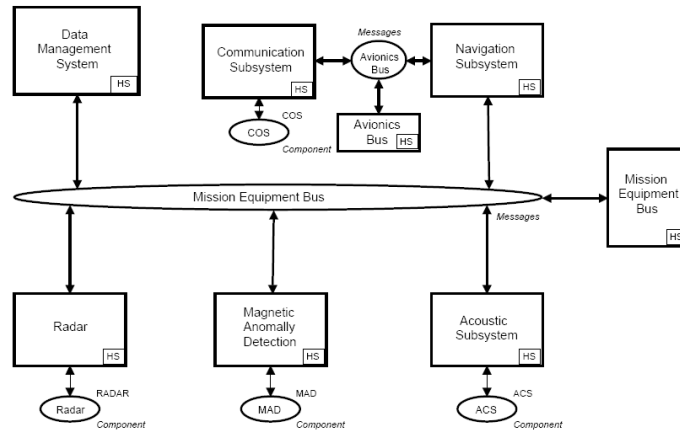 Data
Management
System
HS
Communication
Subsystem
HS
Messages
Avionics
Bus
Navigation
Subsystem
HS
COS
COS
Component
Avionics
Bus
HS
Mission Equipment Bus
Messages
Mission
Equipment
Bus
HS
Radar
HS
Magnetic
Anomally
Detection
HS
Acoustic
Subsystem
HS
RADAR
Radar
Component
MAD
MAD
Component
ACS
ACS
Component